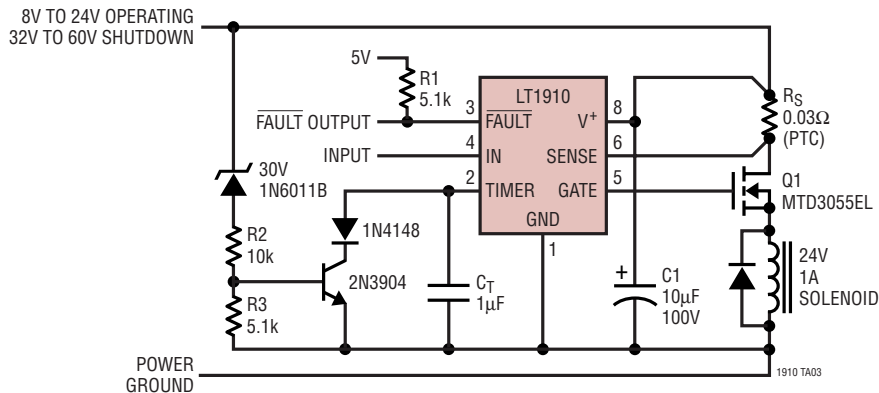 8V TO 24V OPERATING
32V TO 60V SHUTDOWN
5V
R1
5.1k
LT1910
3
FAULT
FAULT OUTPUT
8
V+
RS
0.03Ω
(PTC)
4
IN
INPUT
6
SENSE
2
TIMER
5
GATE
GND
1
Q1
MTD3055EL
30V
1N6011B
1N4148
R2
10k
2N3904
CT
1µF
+
C1
10µF
100V
24V
1A
SOLENOID
R3
5.1k
POWER
GROUND
1910 TA03